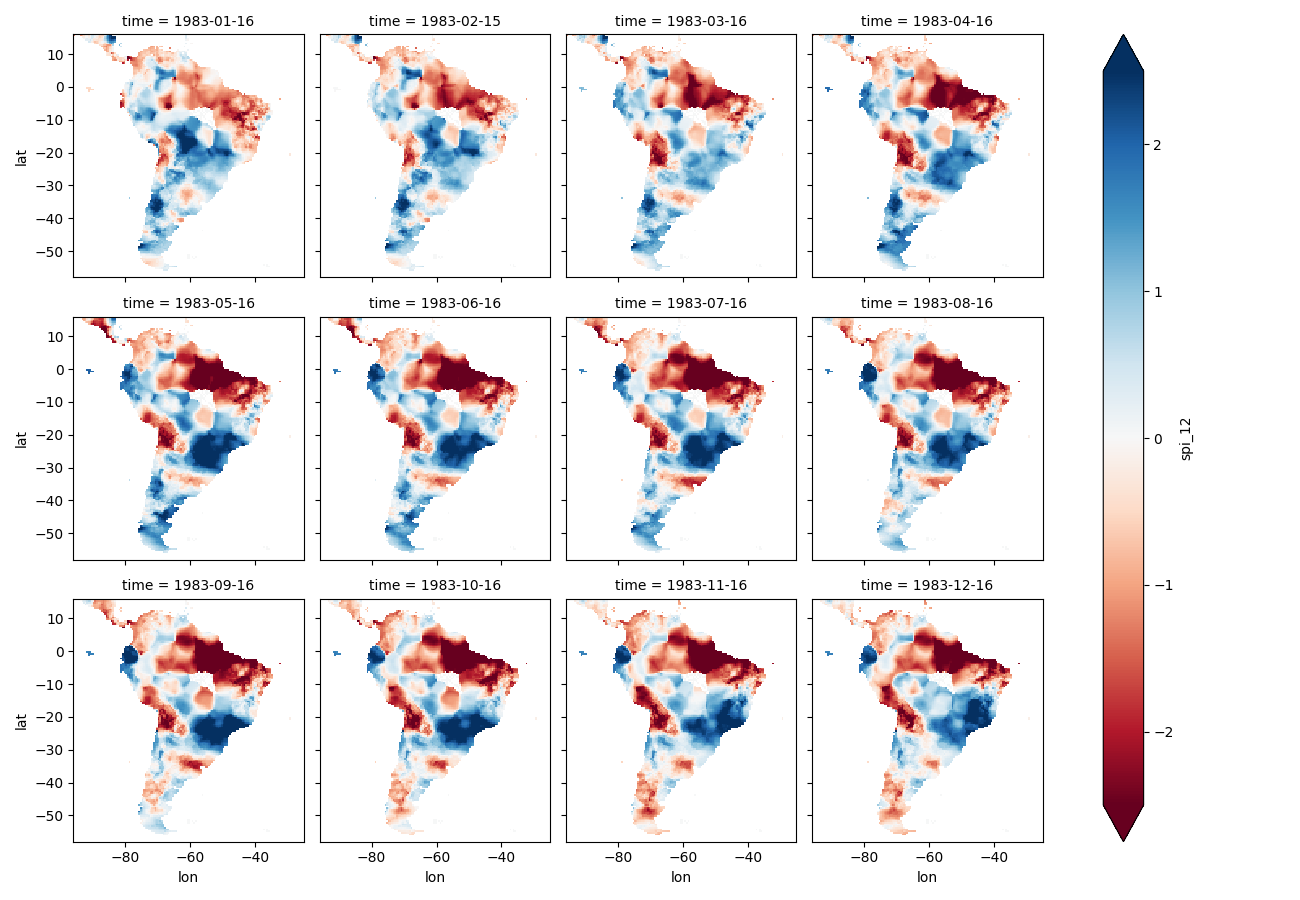 time = 1983-01-16
time = 1983-02-15
time = 1983-03-16
time = 1983-04-16
10
0
−10
−20
−30
−40
−50
lat
time = 1983-05-16
time = 1983-06-16
time = 1983-07-16
time = 1983-08-16
10
0
−10
−20
−30
−40
−50
lat
time = 1983-09-16
time = 1983-10-16
time = 1983-11-16
time = 1983-12-16
10
0
−10
−20
−30
−40
−50
lat
−80
−60
−40
lon
−80
−60
−40
lon
−80
−60
−40
lon
−80
−60
−40
lon
2
1
0
−1
−2
spi_12